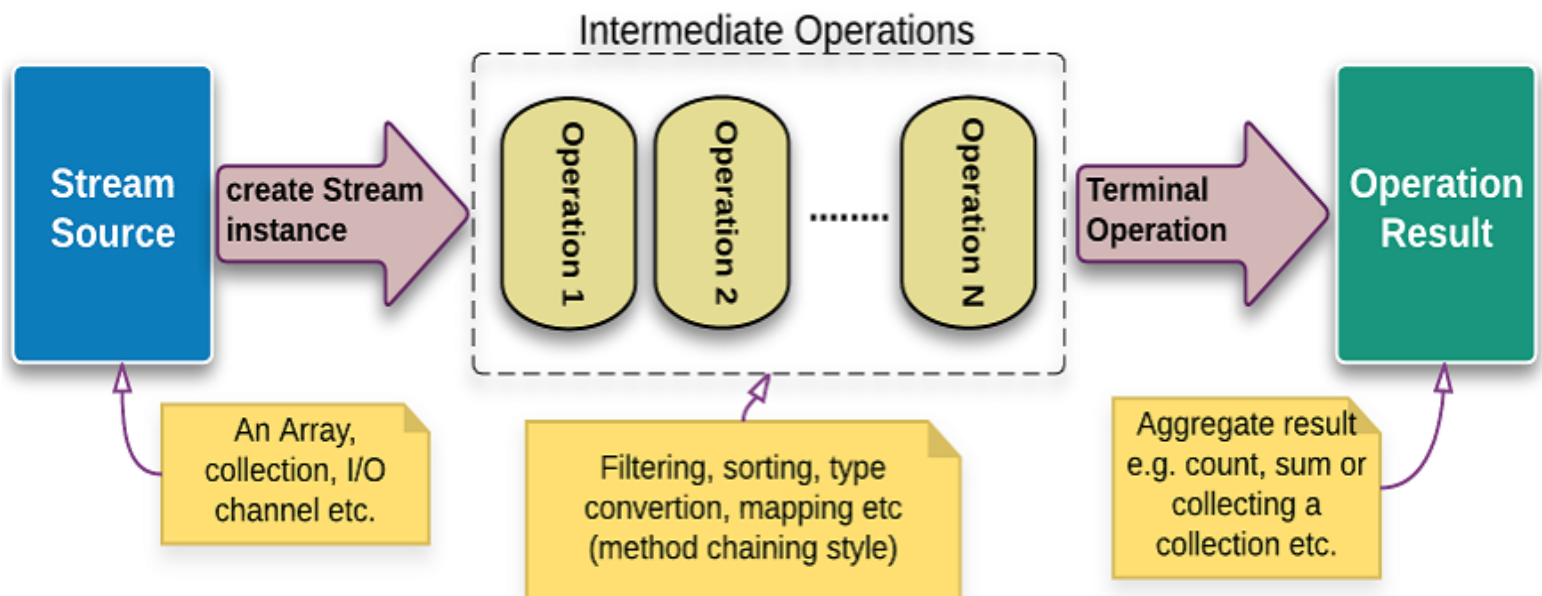 Intermediate Operations
Stream
Source
create Stream
instance
Operation 1
Operation 2
........
Operation N
Terminal
Operation
Operation
Result
An Array,
collection, I/O
channel etc.
Filtering, sorting, type
convertion, mapping etc
(method chaining style)
Aggregate result
e.g. count, sum or
collecting a
collection etc.